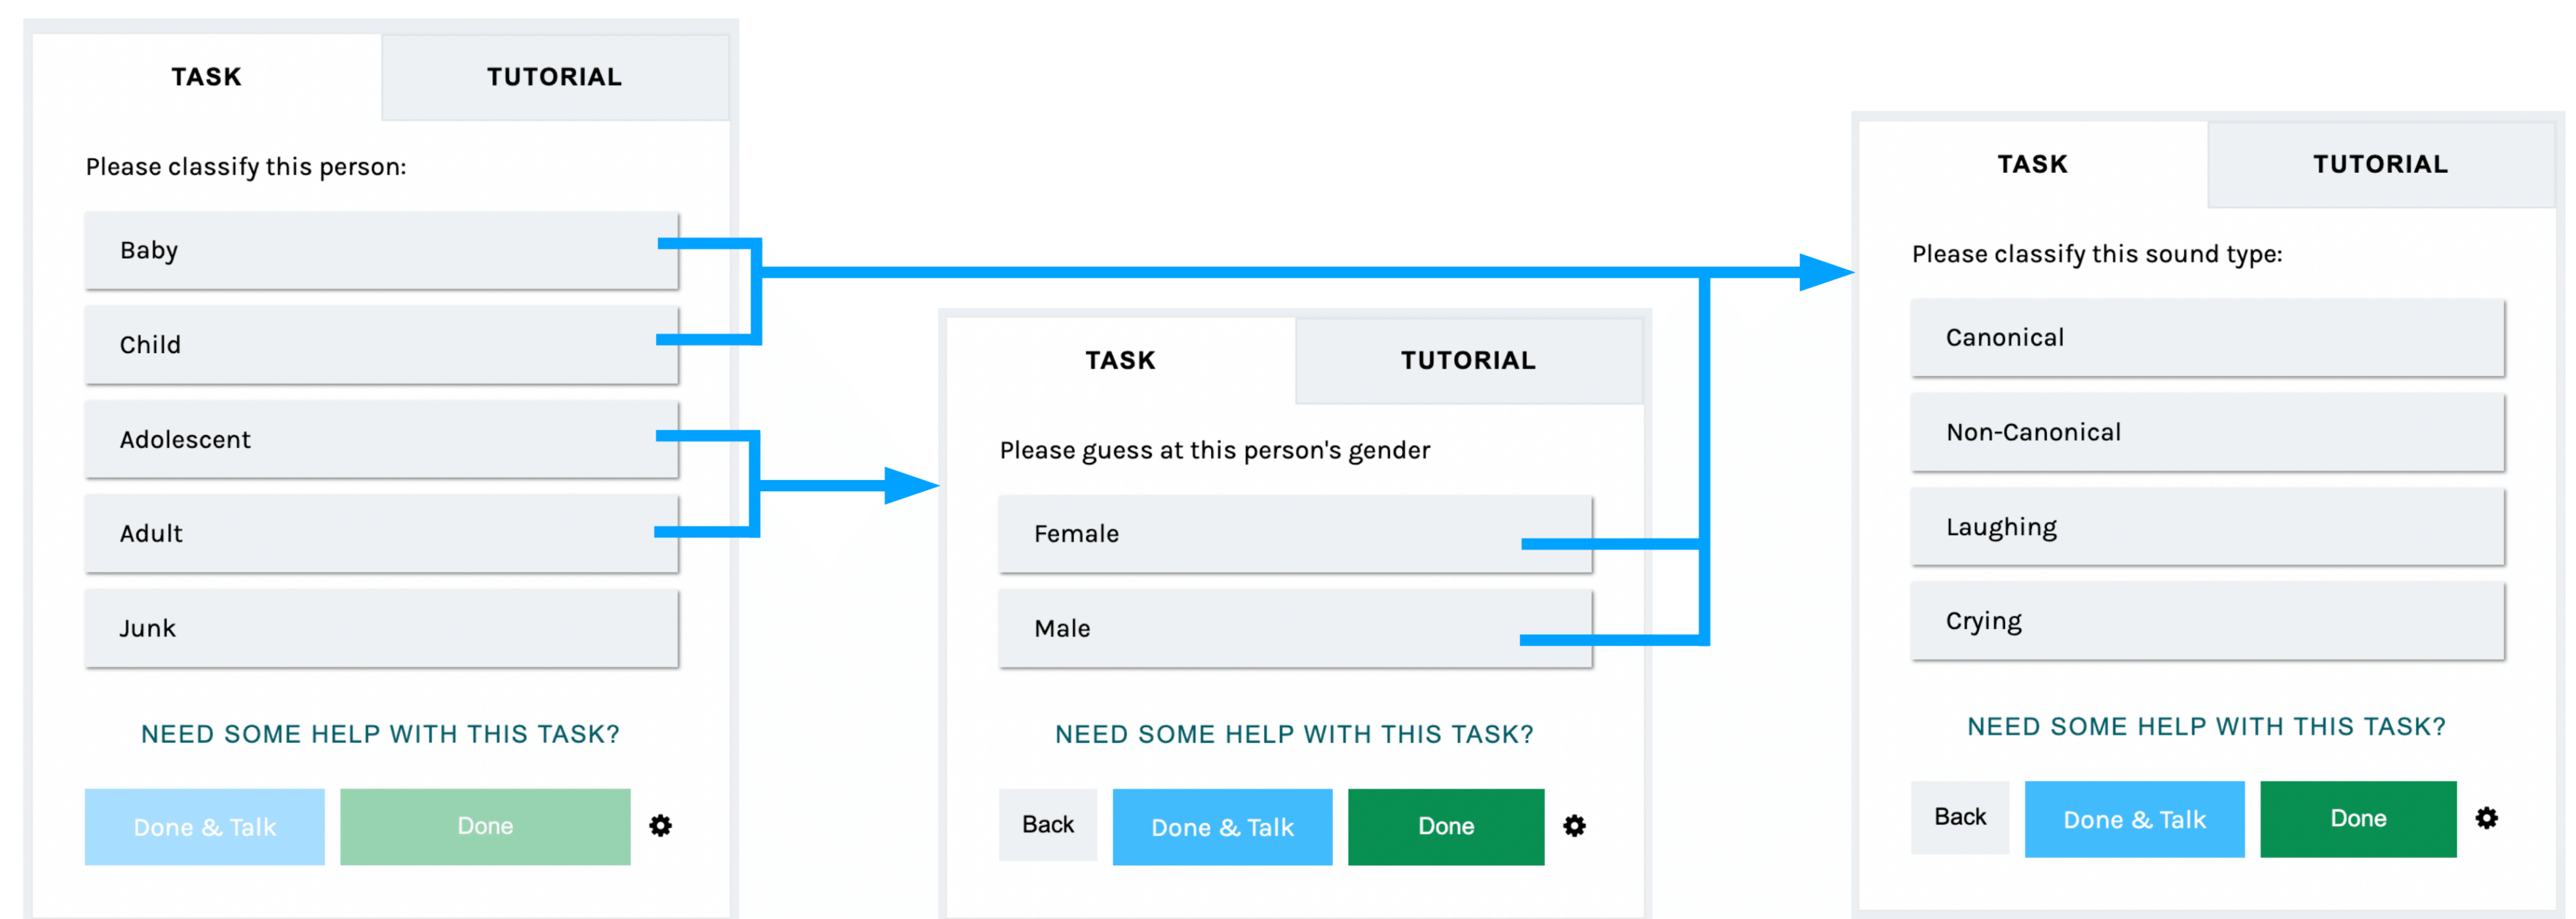 TASK
TUTORIAL
Please classify this person:
Baby
Child
Adolescent
Adult
Junk
NEED SOME HELP WITH THIS TASK?
Done & Talk
Done
TASK
TUTORIAL
Please guess at this person's gender
Female
Male
NEED SOME HELP WITH THIS TASK?
Back
Done & Talk
Done
TASK
TUTORIAL
Please classify this sound type:
Canonical
Non-Canonical
Laughing
Crying
NEED SOME HELP WITH THIS TASK?
Back
Done & Talk
Done